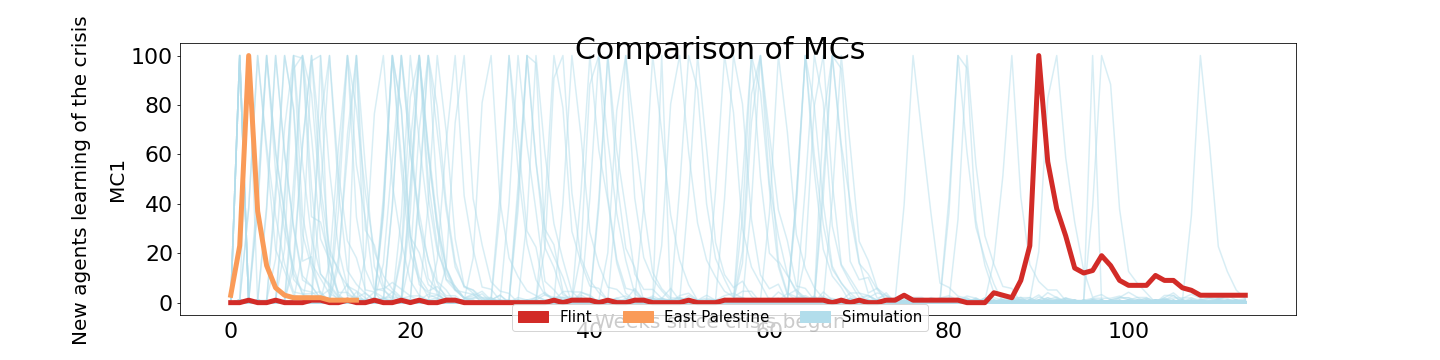 Comparison of MCs
New agents learning of the crisis
MC1
100
80
60
40
20
0
0 20 40 60 80 100
Weeks since crisis began
Flint East Palestine Simulation